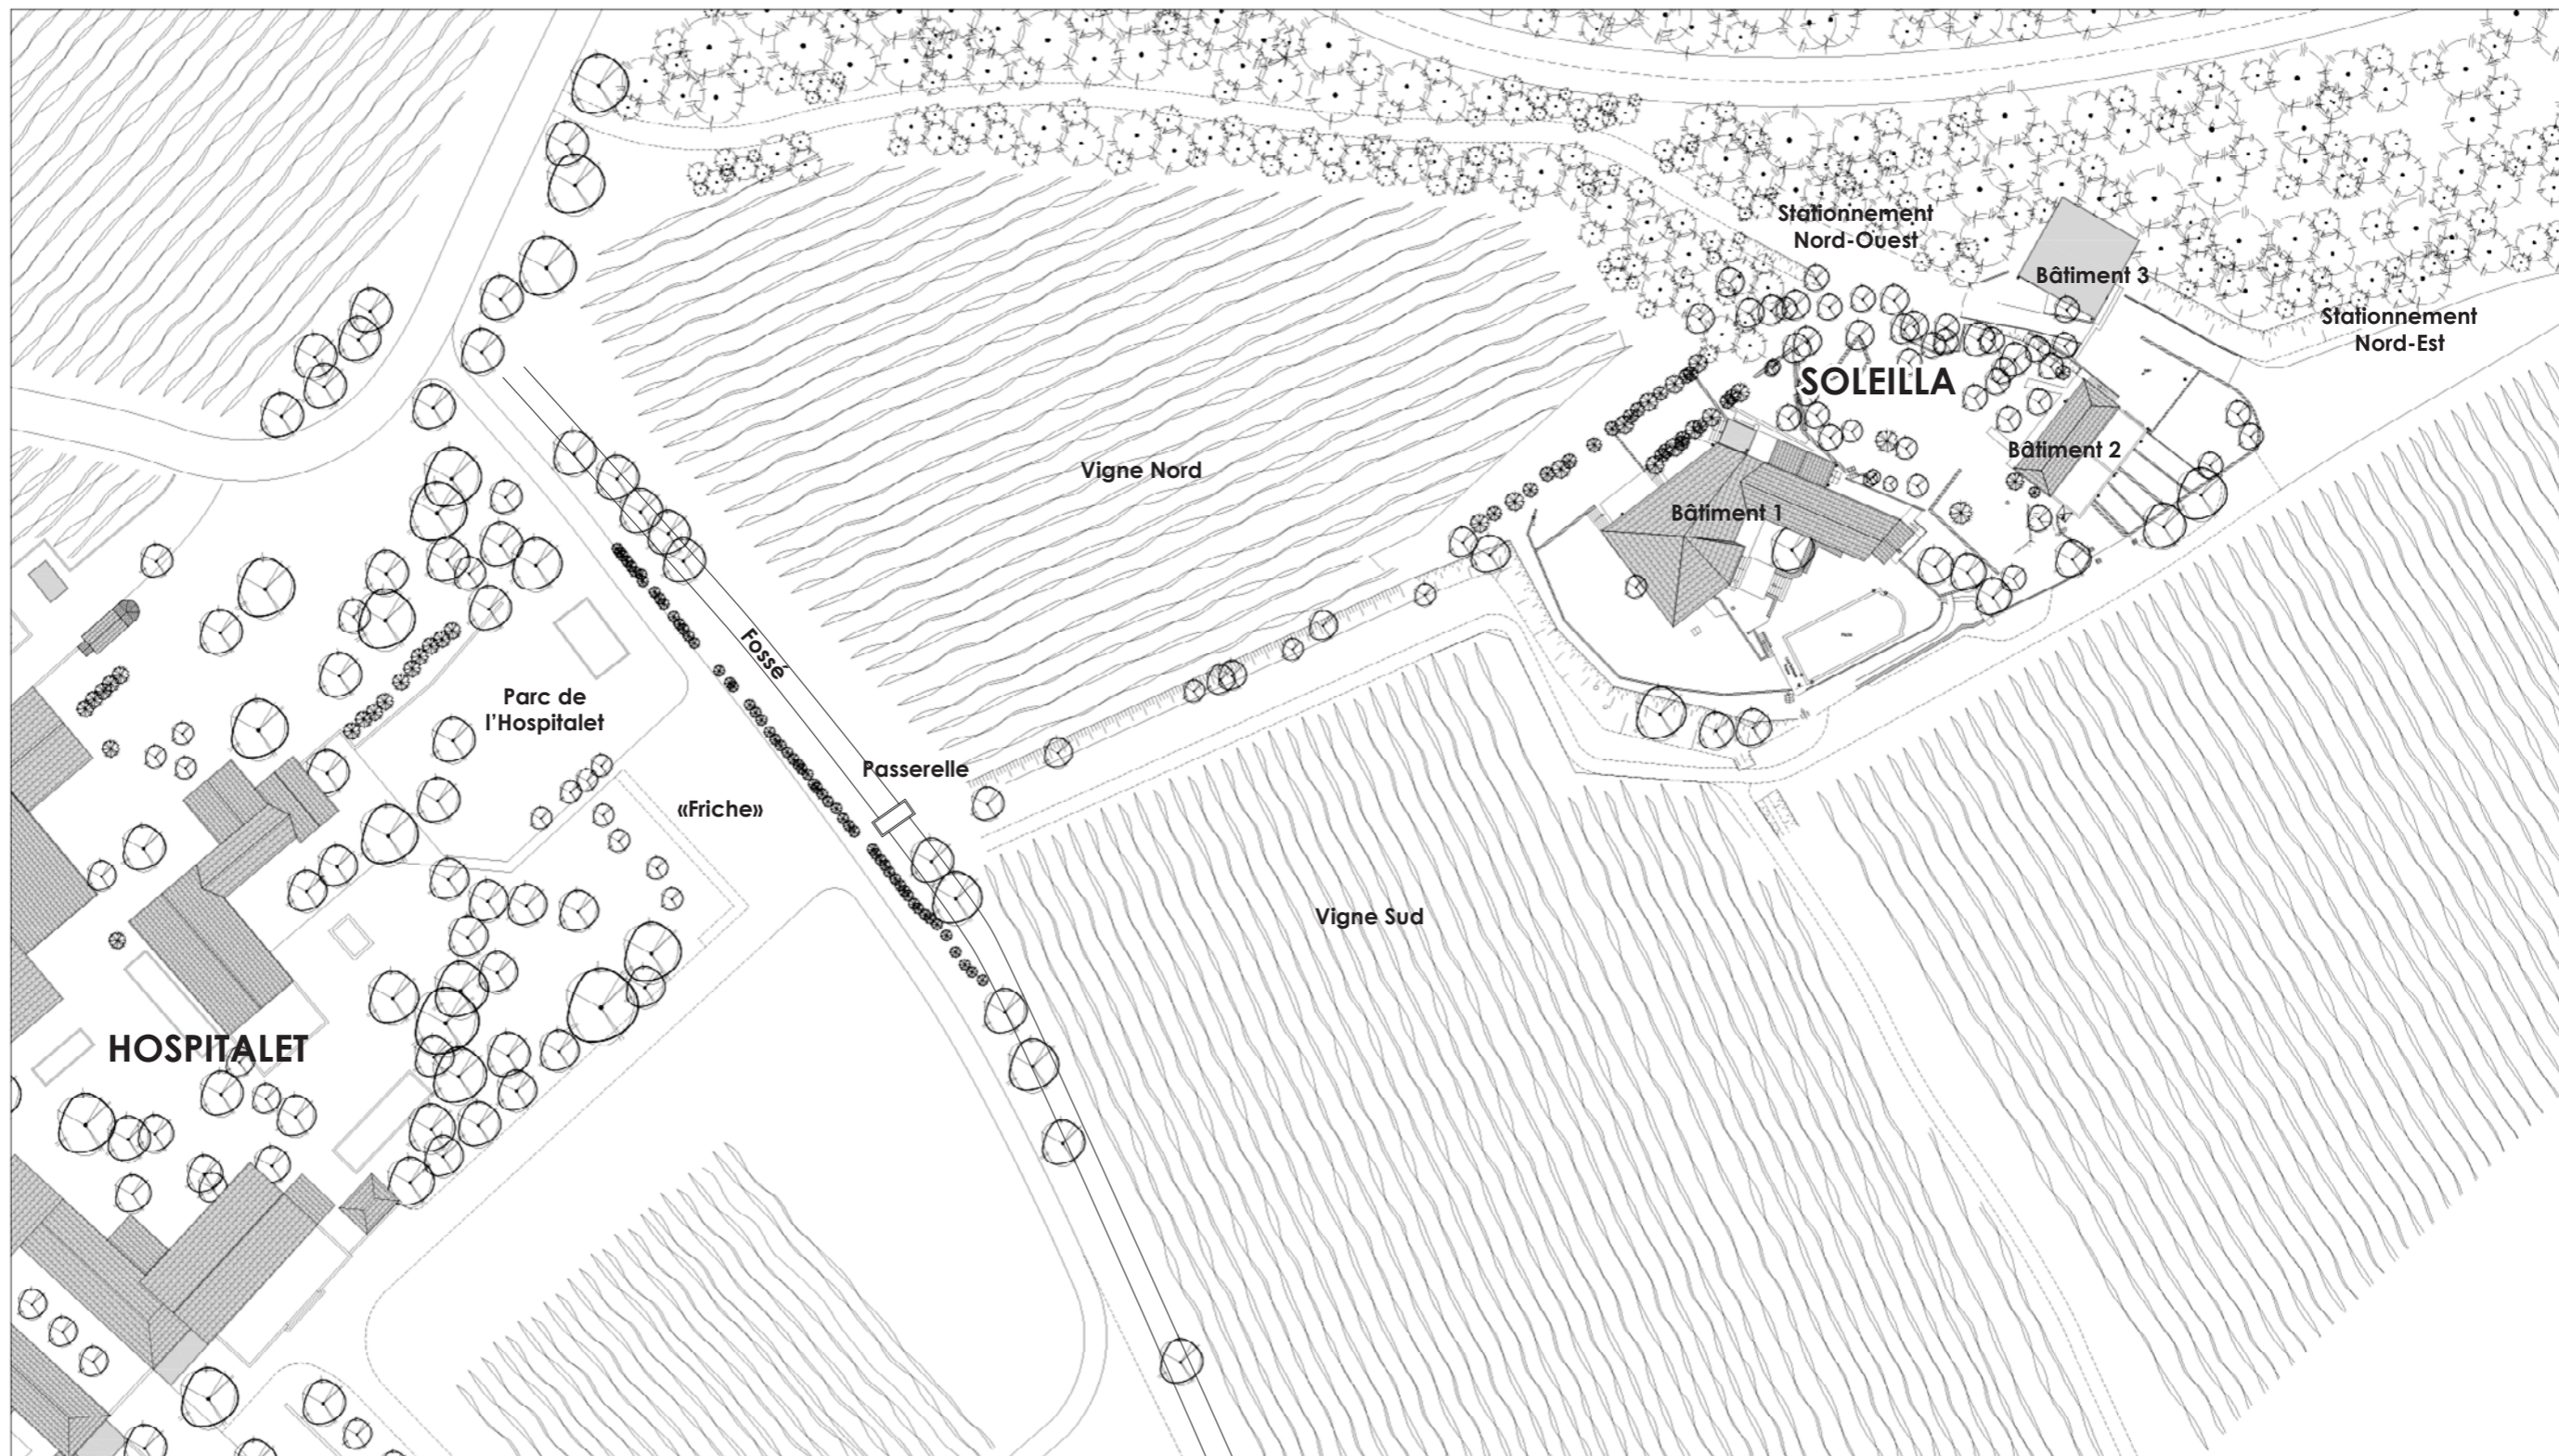 Stationnement
Nord-Ouest
Bâtiment 3
Stationnement
Nord-Est
SOLEILLA
Bâtiment 2
Vigne Nord
Bâtiment 1
Fossé
Parc de
l'Hospitalet
Passerelle
«Friche»
Vigne Sud
HOSPITALET